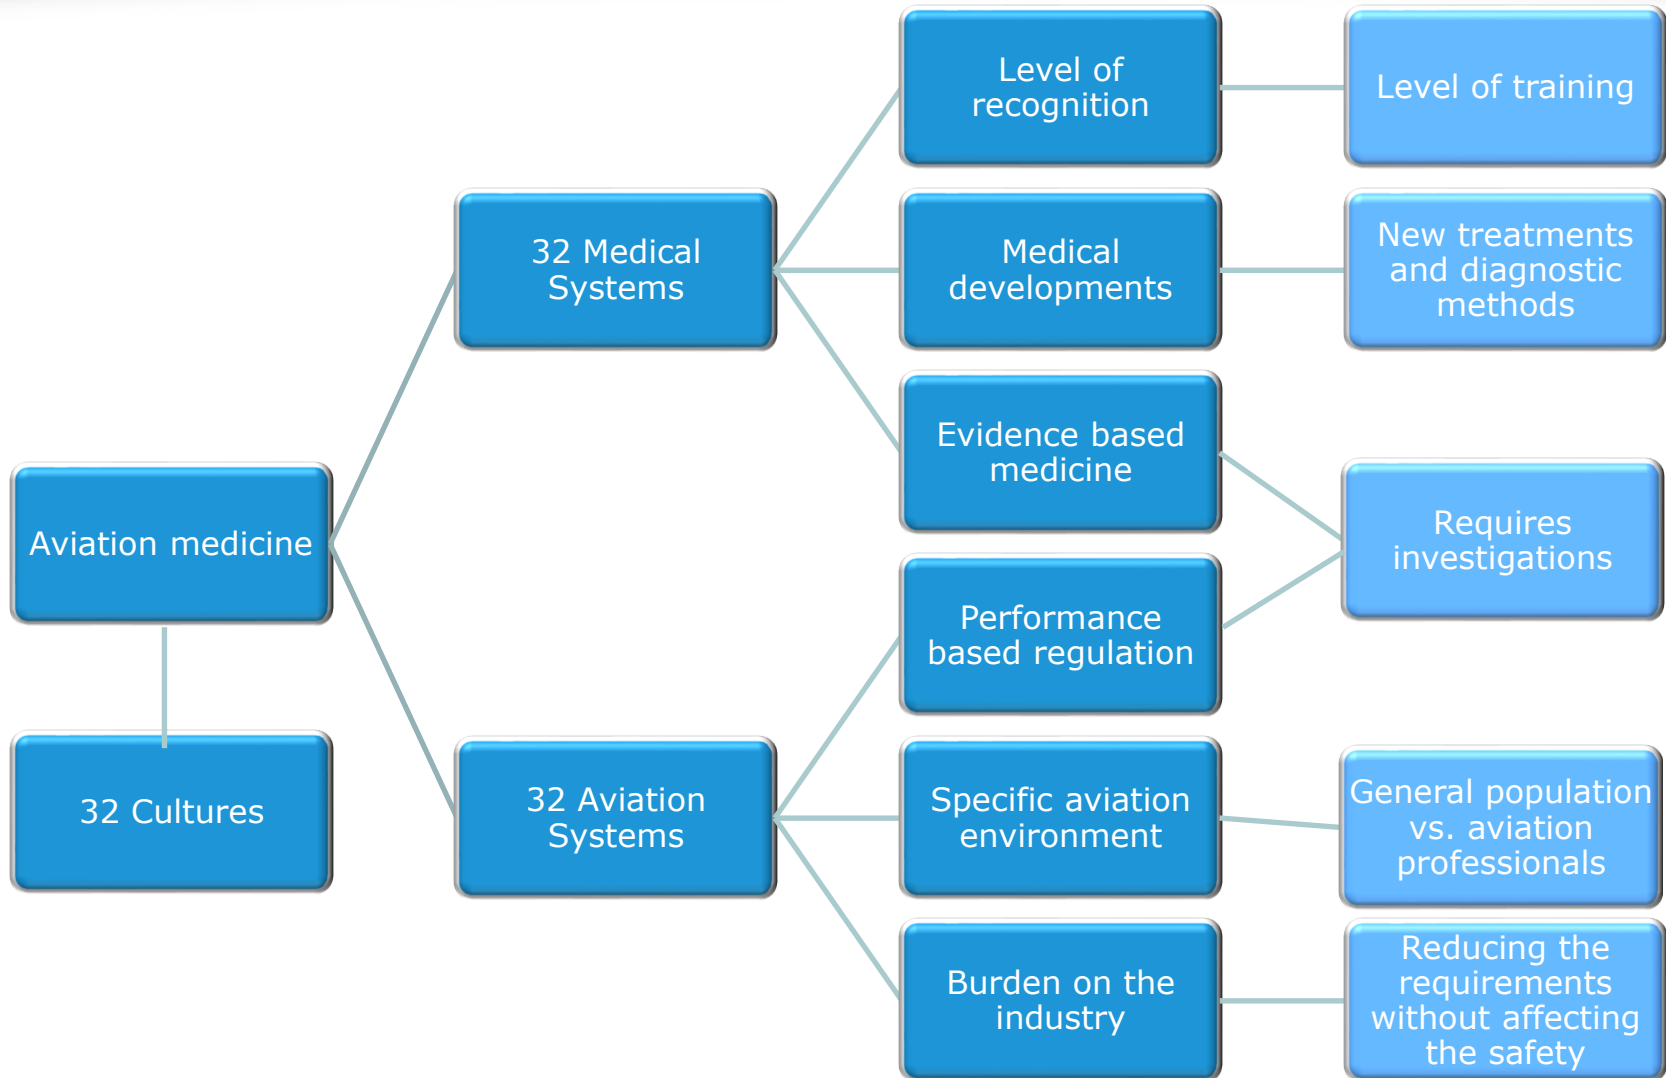 Aviation medicine
32 Cultures
32 Medical
Systems
32 Aviation
Systems
Level of
recognition
Medical
developments
Evidence based
medicine
Performance
based regulation
Specific aviation
environment
Burden on the
industry
Level of training
New treatments
and diagnostic
methods
Requires
investigations
General population
vs. aviation
professionals
Reducing the
requirements
without affecting
the safety